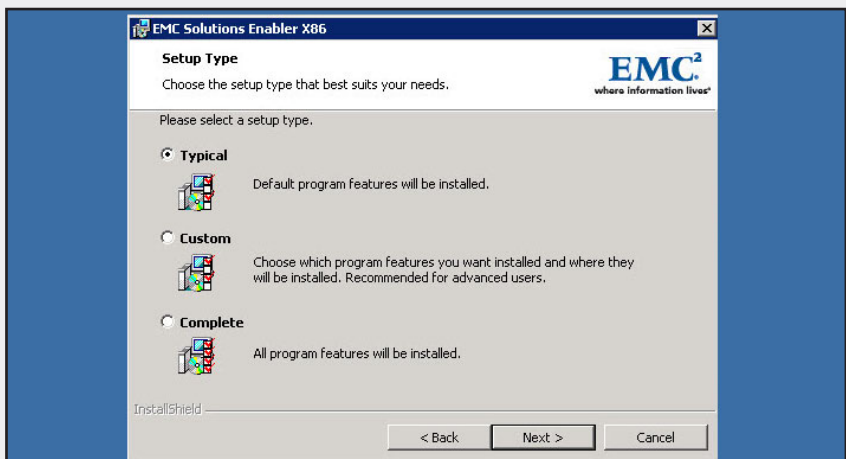 EMC Solutions Enabler X86
Setup Type
Choose the setup type that best suits your needs.
EMC²
where information lives®
Please select a setup type.
Typical
Default program features will be installed.
Custom
Choose which program features you want installed and where they
will be installed. Recommended for advanced users.
Complete
All program features will be installed.
InstallShield
< Back
Next >
Cancel